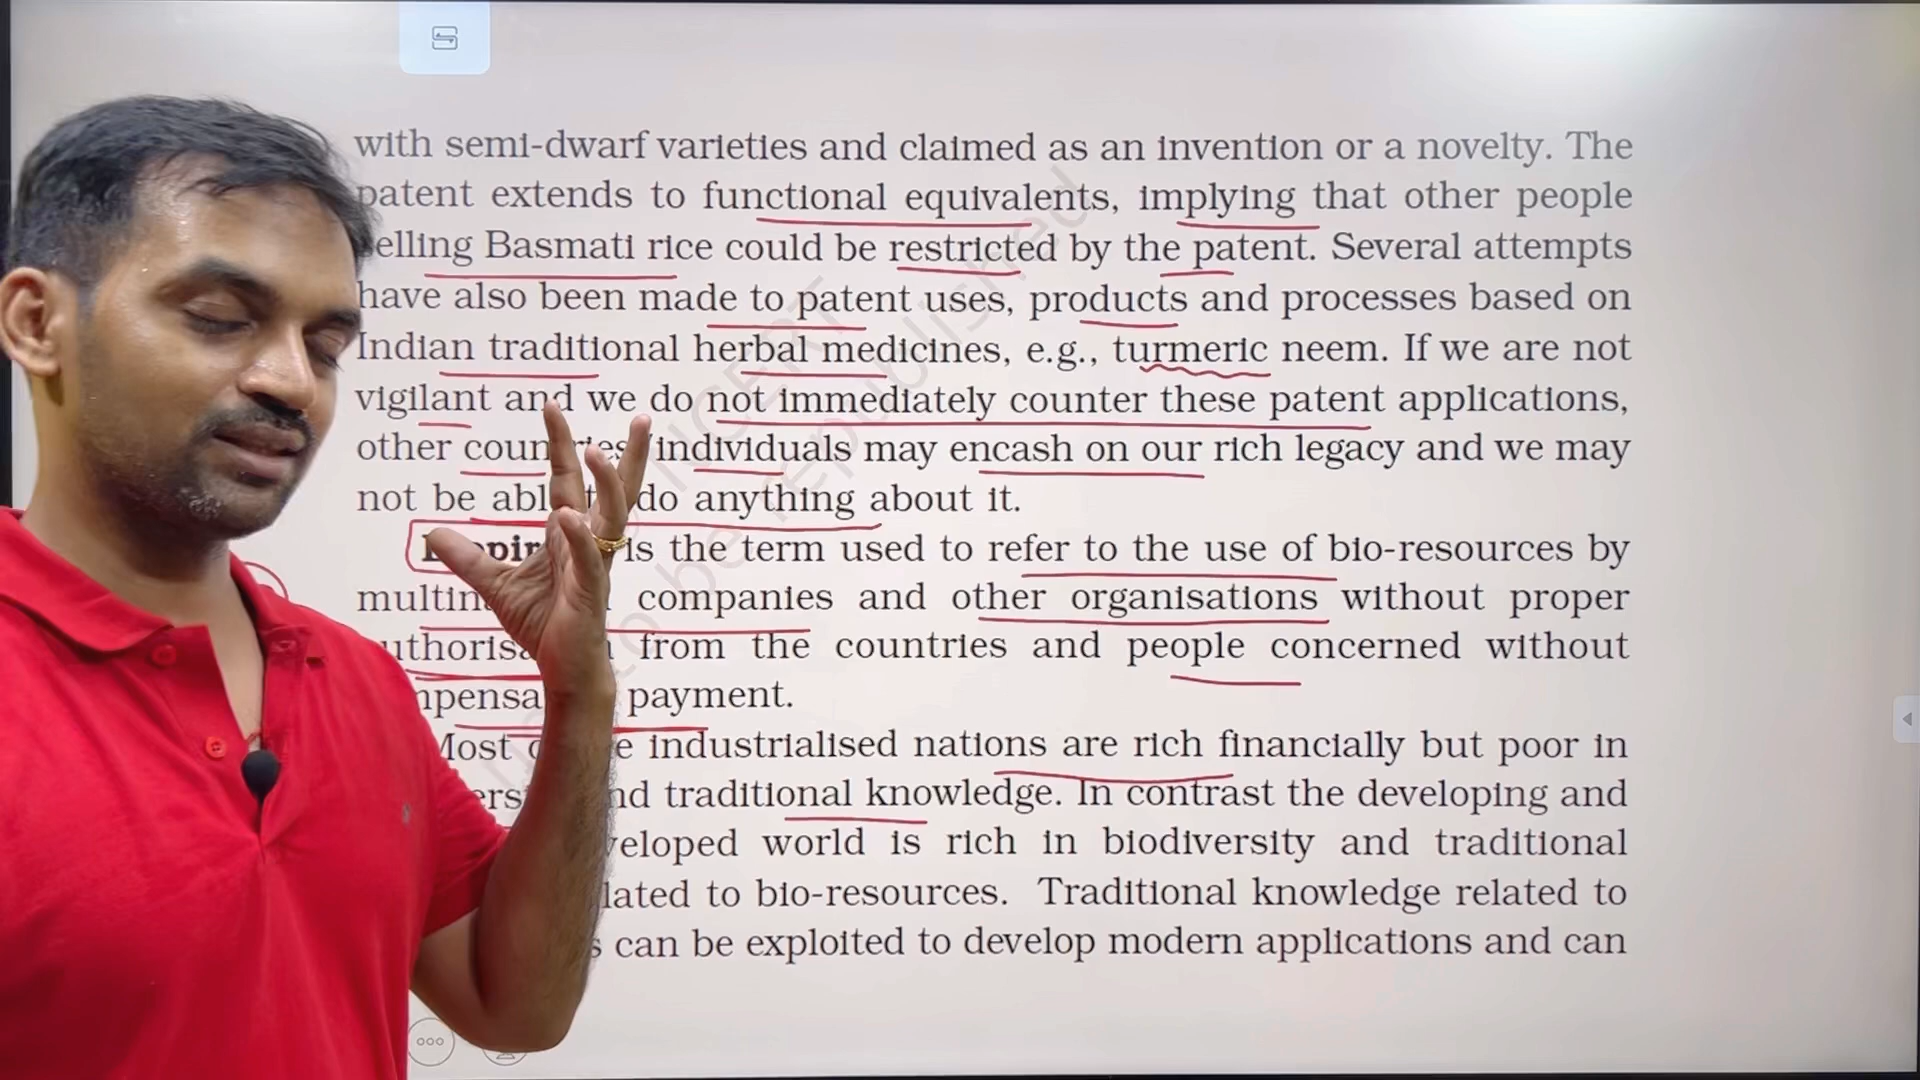 with semi-dwarf varieties and claimed as an invention or a novelty. The
patent extends to functional equivalents, implying that other people
selling Basmati rice could be restricted by the patent. Several attempts
have also been made to patent uses, products and processes based on
Indian traditional herbal medicines, e.g., turmeric neem. If we are not
vigilant and we do not immediately counter these patent applications,
other individuals may encash on our rich legacy and we may
not be do anything about it.
is the term used to refer to the use of bio-resources by
companies and other organisations without proper
from the countries and people concerned without
payment.
Most industrialised nations are rich financially but poor in
traditional knowledge. In contrast the developing and
world is rich in biodiversity and traditional
to bio-resources. Traditional knowledge related to
can be exploited to develop modern applications and can
© NCERT
not to be republished